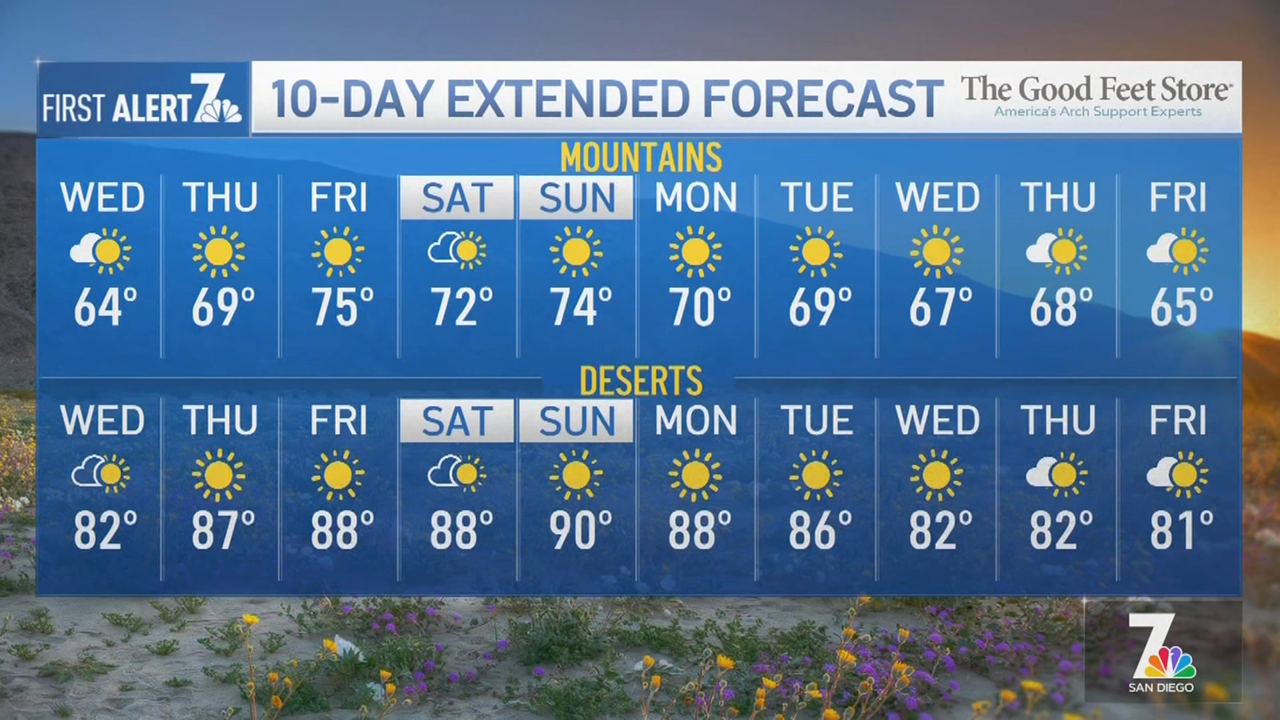 FIRST ALERT 7
10-DAY EXTENDED FORECAST
The Good Feet Store®
America's Arch Support Experts
MOUNTAINS
WED THU FRI SAT SUN MON TUE WED THU FRI
64° 69° 75° 72° 74° 70° 69° 67° 68° 65°
DESERTS
WED THU FRI SAT SUN MON TUE WED THU FRI
82° 87° 88° 88° 90° 88° 86° 82° 82° 81°
7
SAN DIEGO